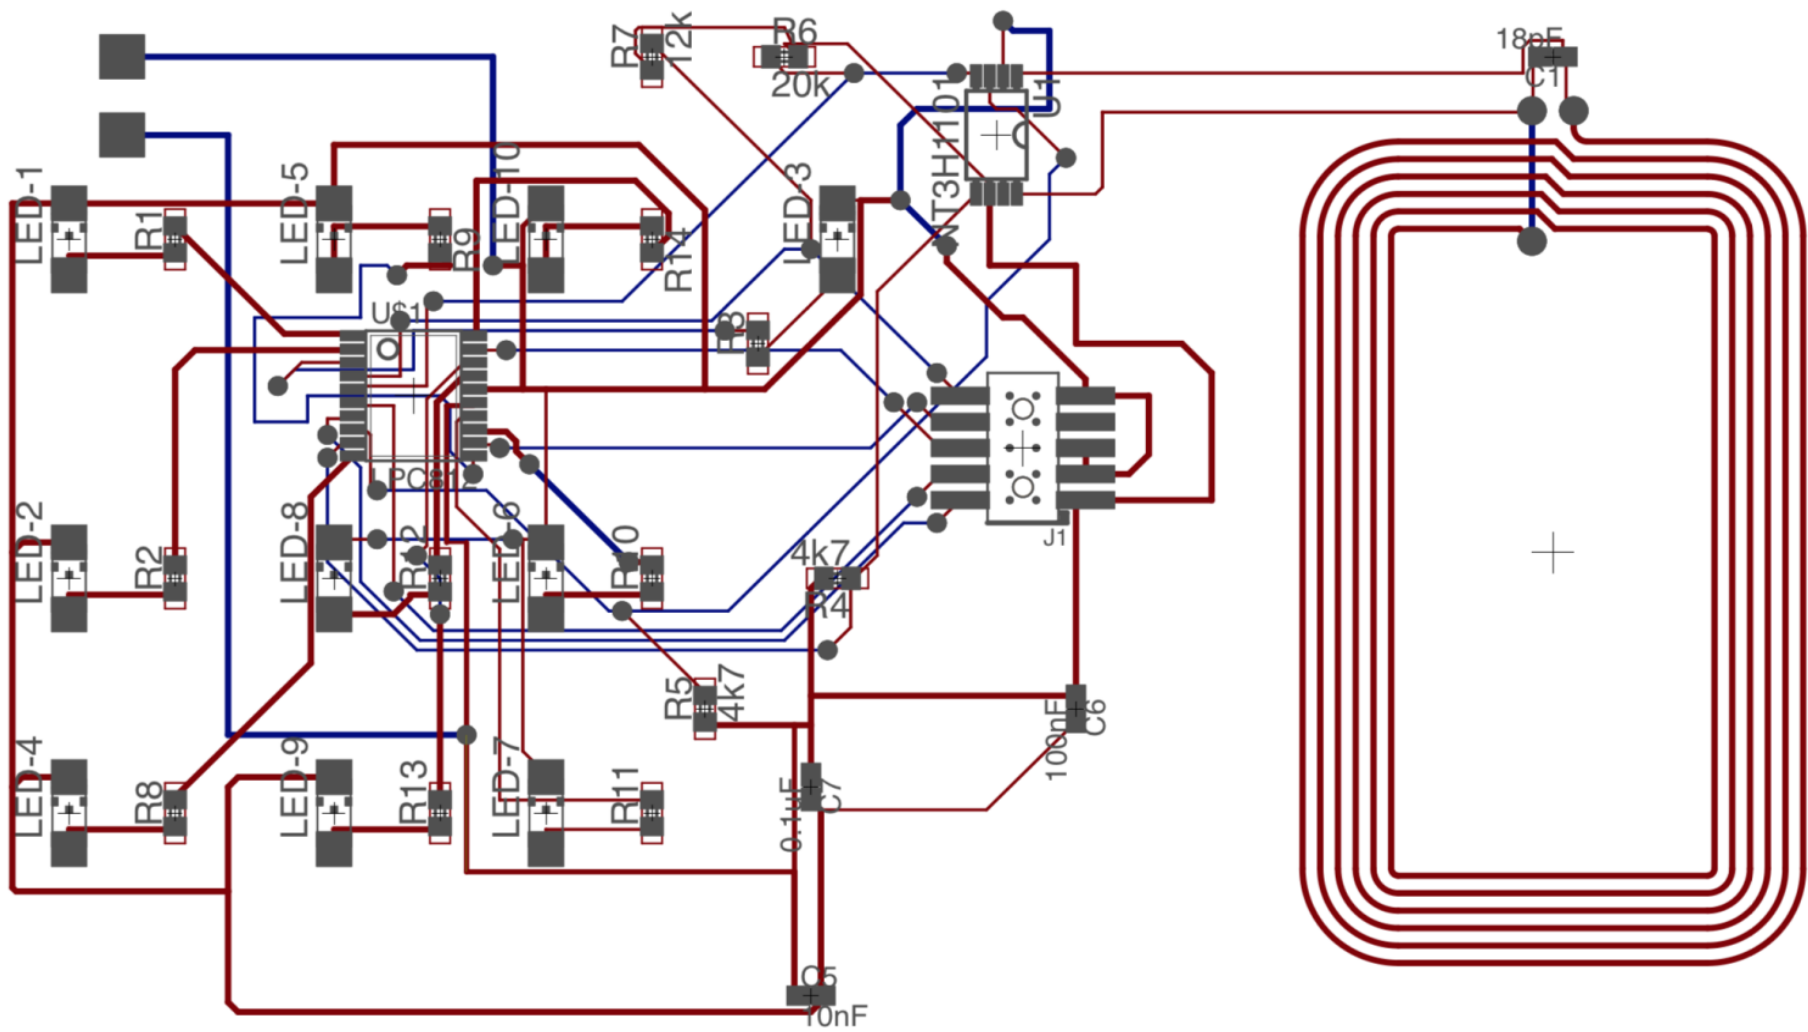 R7
12k
R6
20k
18pF
C1
NT3H1101
U1
LED-1
R1
LED-5
R9
LED-10
R14
LED-3
R3
LPC812
LED-2
R2
LED-8
R12
LED-6
R10
4k7
R4
J1
R5
4k7
100nF
C6
LED-4
R8
LED-9
R13
LED-7
R11
0.1uF
C7
C5
10nF